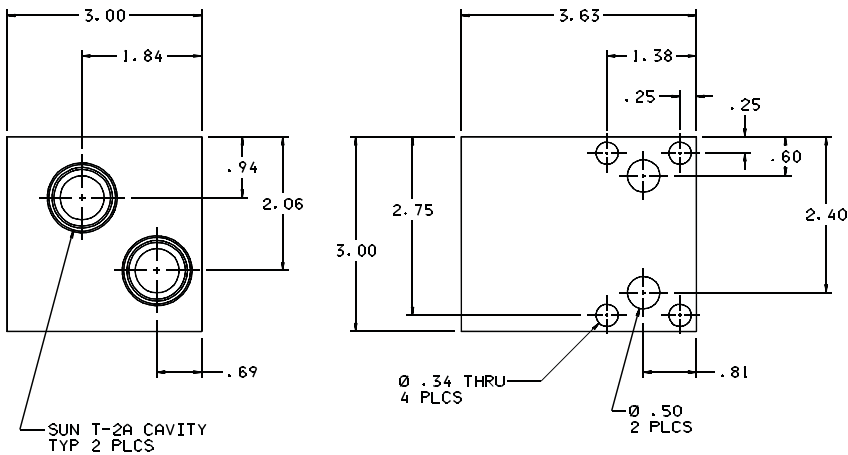 3.00
3.63
1.84
1.38
.25
.25
.94
.60
2.06
2.75
2.40
3.00
.69
.81
Ø .34 THRU
4 PLCS
Ø .50
2 PLCS
SUN T-2A CAVITY
TYP 2 PLCS